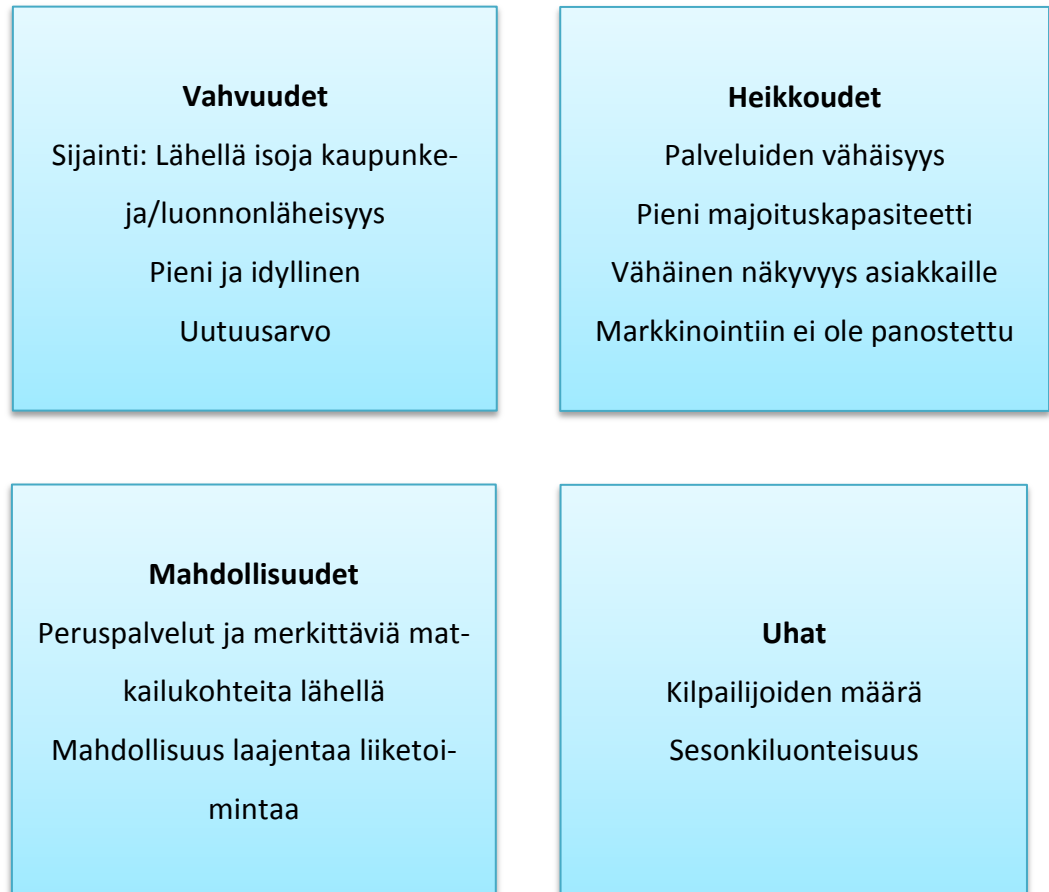 Vahvuudet
Sijainti: Lähellä isoja kaupunke-
ja/luonnonläheisyys
Pieni ja idyllinen
Uutuusarvo
Heikkoudet
Palveluiden vähäisyys
Pieni majoituskapasiteetti
Vähäinen näkyvyys asiakkaille
Markkinointiin ei ole panostettu
Mahdollisuudet
Peruspalvelut ja merkittäviä mat-
kailukohteita lähellä
Mahdollisuus laajentaa liiketoi-
mintaa
Uhat
Kilpailijoiden määrä
Sesonkiluonteisuus